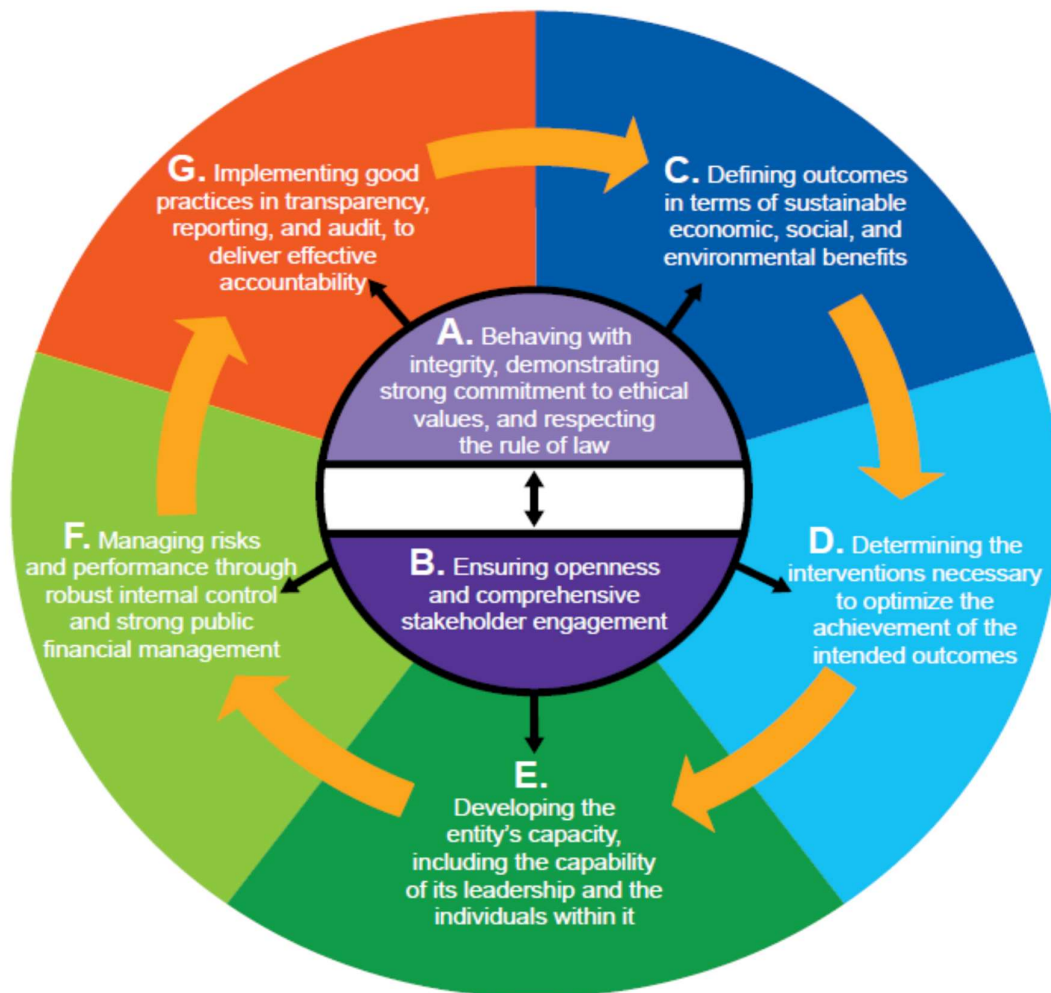 G. Implementing good
practices in transparency,
reporting, and audit, to
deliver effective
accountability
C. Defining outcomes
in terms of sustainable
economic, social, and
environmental benefits
A. Behaving with
integrity, demonstrating
strong commitment to ethical
values, and respecting
the rule of law
F. Managing risks
and performance through
robust internal control
and strong public
financial management
B. Ensuring openness
and comprehensive
stakeholder engagement
D. Determining the
interventions necessary
to optimize the
achievement of the
intended outcomes
E.
Developing the
entity's capacity,
including the capability
of its leadership and the
individuals within it